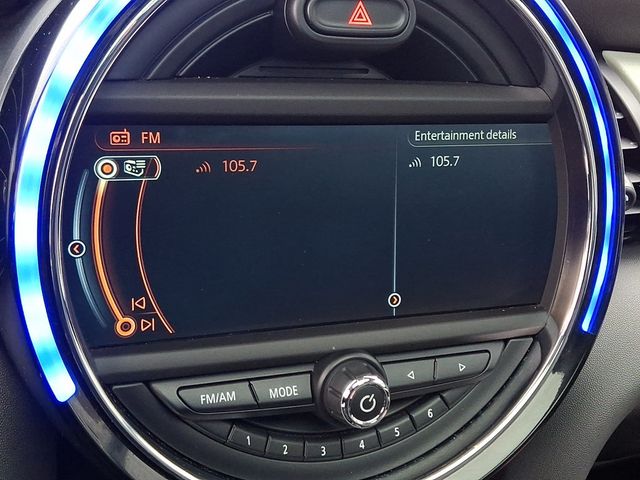 FM
Entertainment details
105.7
105.7
FM/AM
MODE
1 2 3 4 5 6